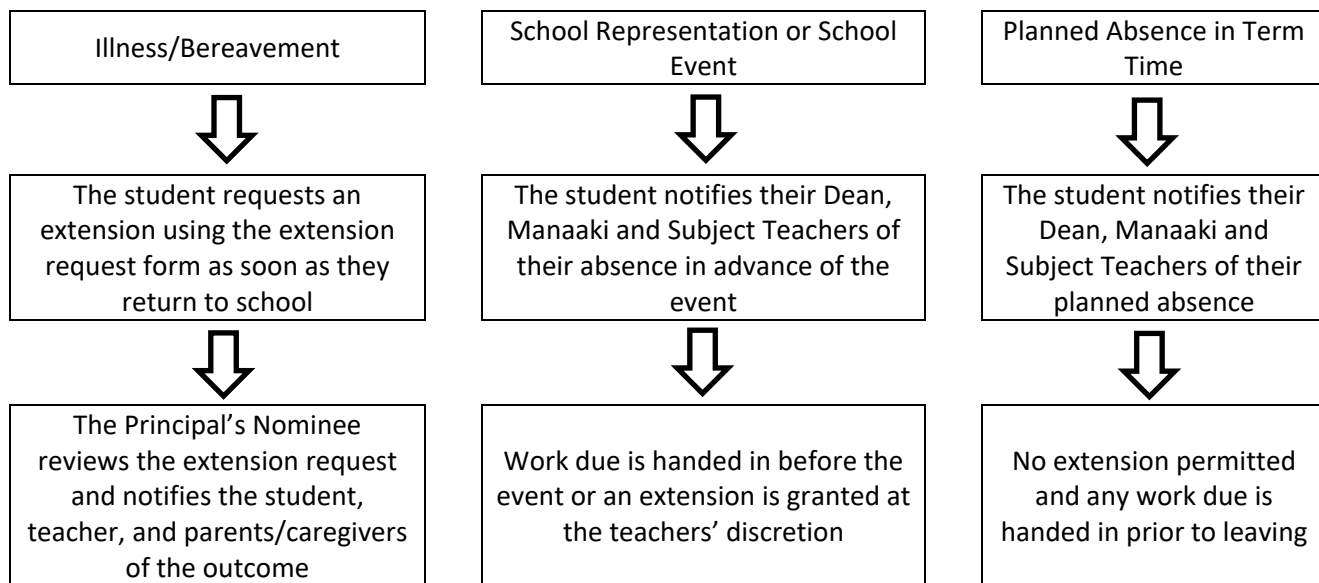 Illness/Bereavement
School Representation or School
Event
Planned Absence in Term
Time
The student requests an
extension using the extension
request form as soon as they
return to school
The student notifies their Dean,
Manaaki and Subject Teachers of
their absence in advance of the
event
The student notifies their
Dean, Manaaki and
Subject Teachers of their
planned absence
The Principal’s Nominee
reviews the extension request
and notifies the student,
teacher, and parents/caregivers
of the outcome
Work due is handed in before the
event or an extension is granted at
the teachers’ discretion
No extension permitted
and any work due is
handed in prior to leaving